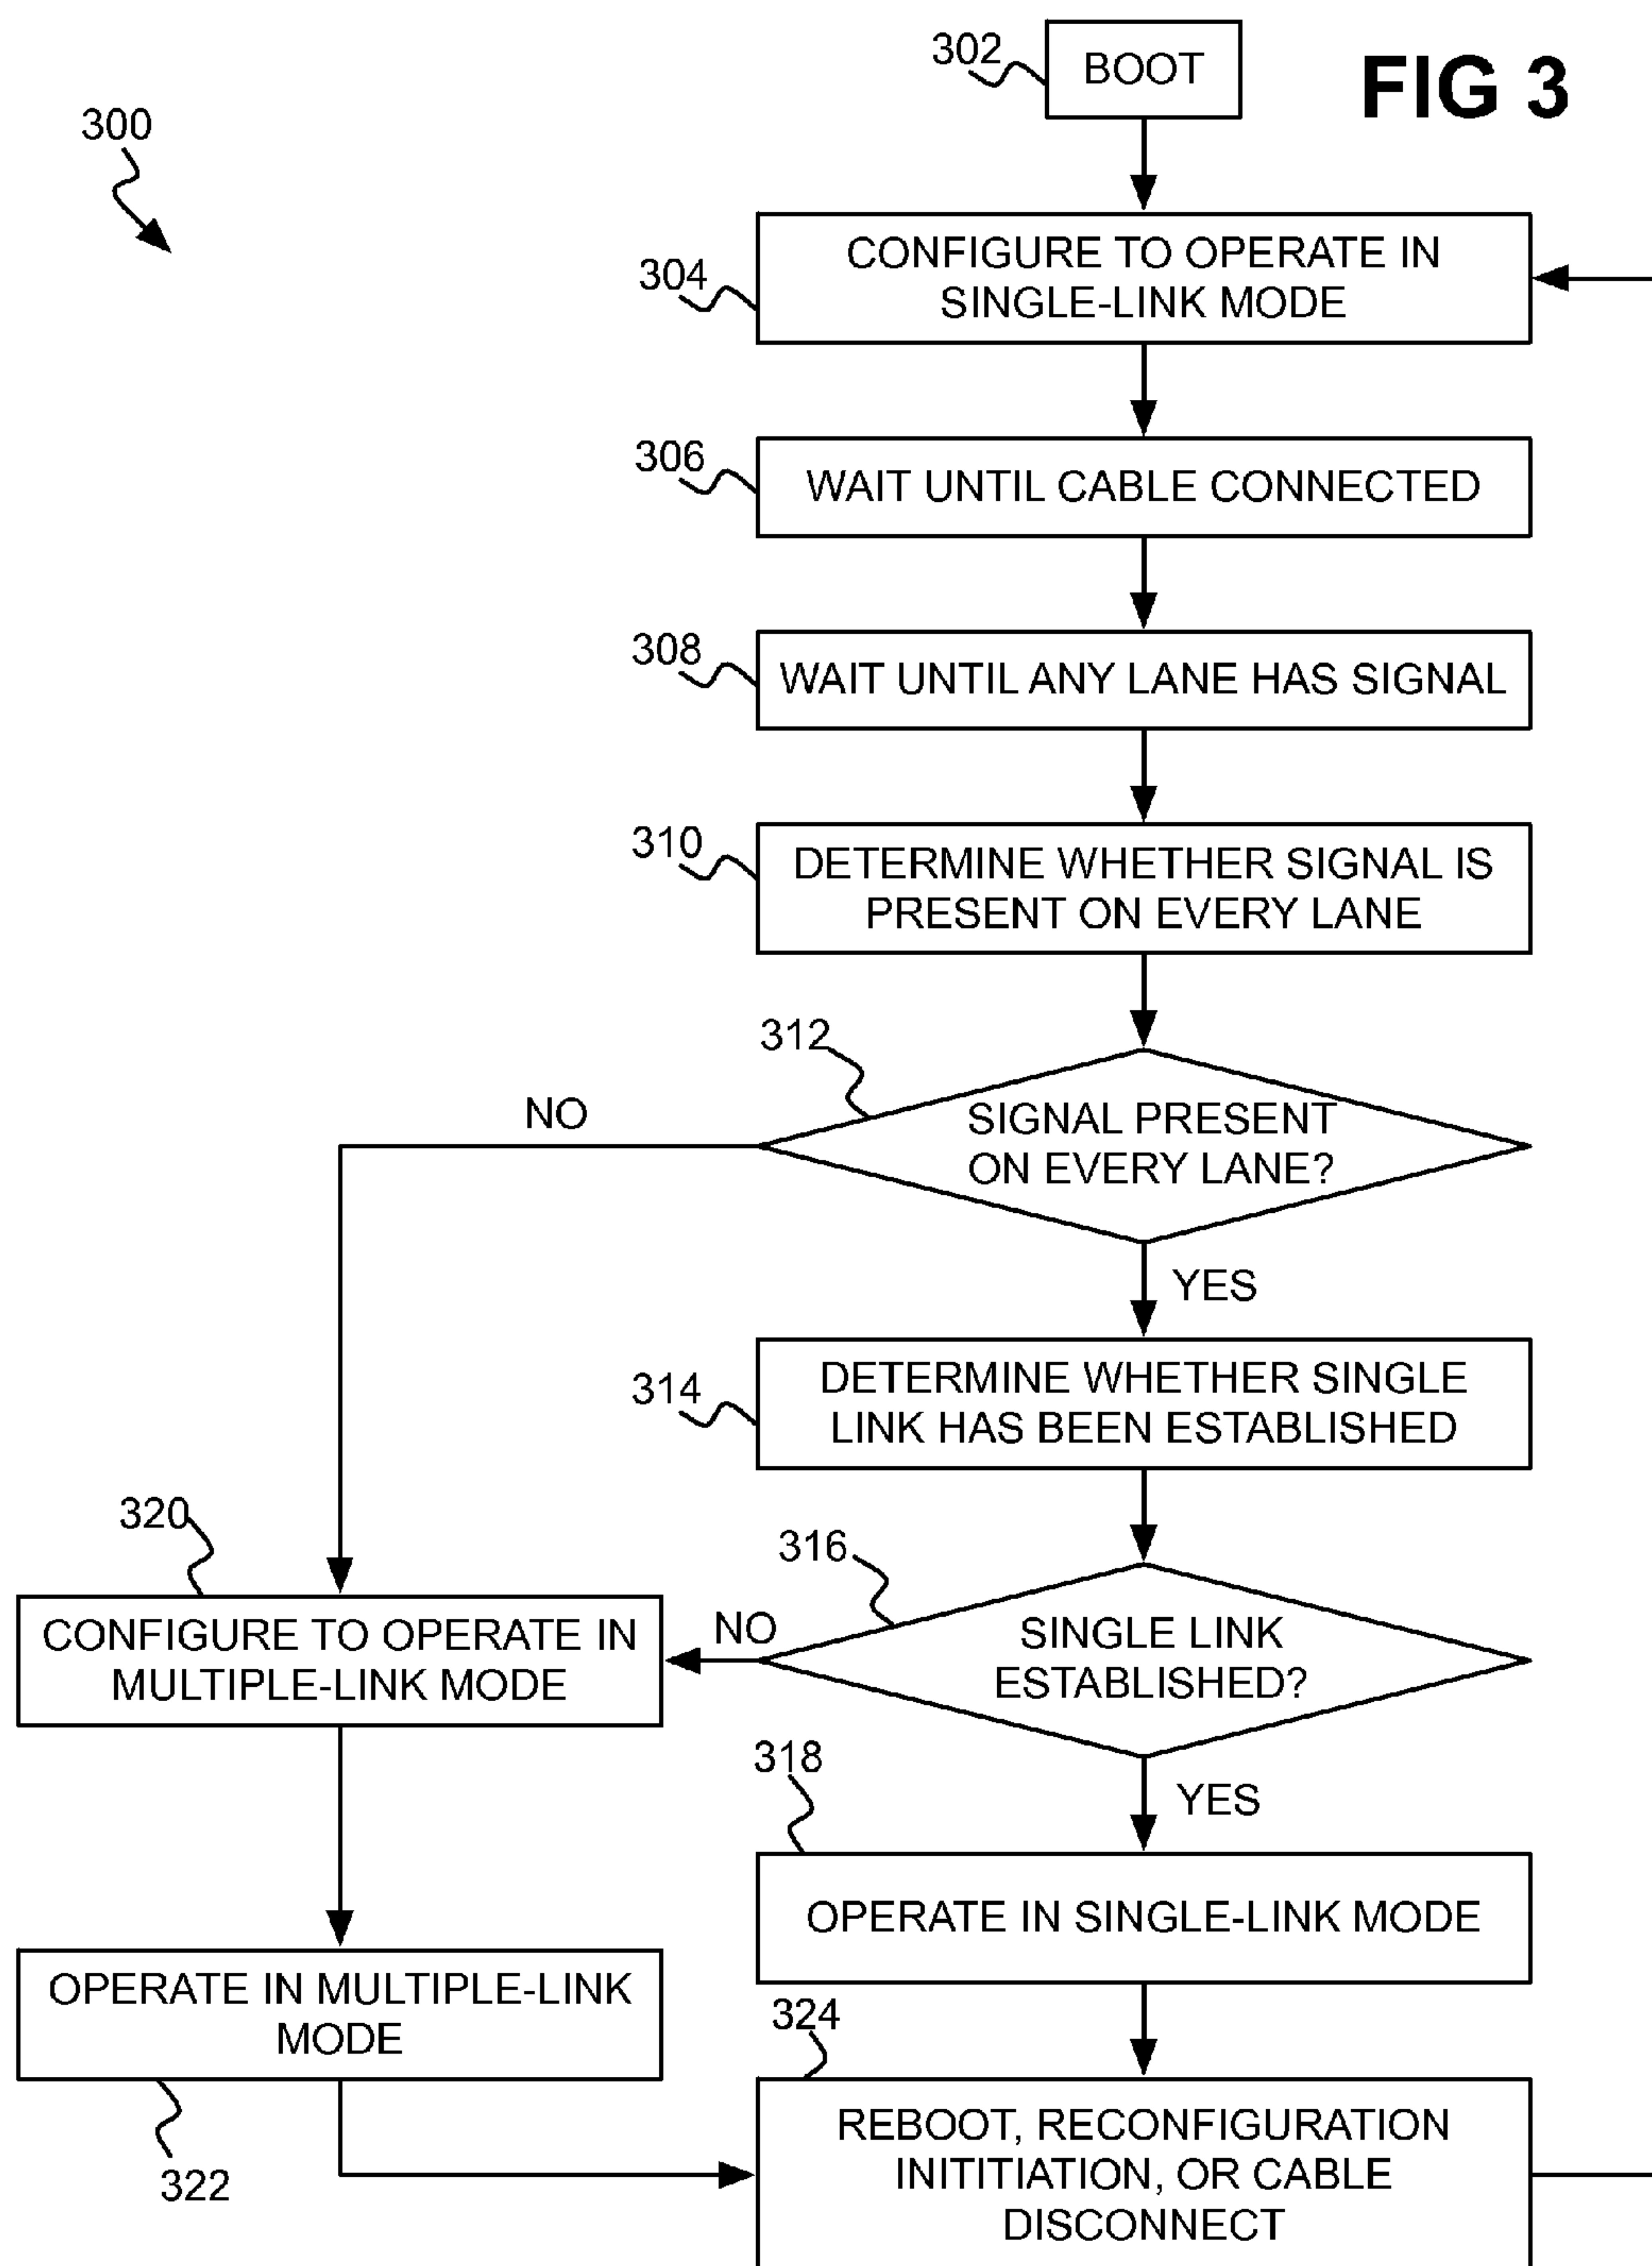 302
BOOT
FIG 3
300
304
CONFIGURE TO OPERATE IN
SINGLE-LINK MODE
306
WAIT UNTIL CABLE CONNECTED
308
WAIT UNTIL ANY LANE HAS SIGNAL
310
DETERMINE WHETHER SIGNAL IS
PRESENT ON EVERY LANE
312
SIGNAL PRESENT
ON EVERY LANE?
NO
YES
314
DETERMINE WHETHER SINGLE
LINK HAS BEEN ESTABLISHED
316
SINGLE LINK
ESTABLISHED?
NO
YES
320
CONFIGURE TO OPERATE IN
MULTIPLE-LINK MODE
318
OPERATE IN SINGLE-LINK MODE
OPERATE IN MULTIPLE-LINK
MODE
322
324
REBOOT, RECONFIGURATION
INITITIATION, OR CABLE
DISCONNECT